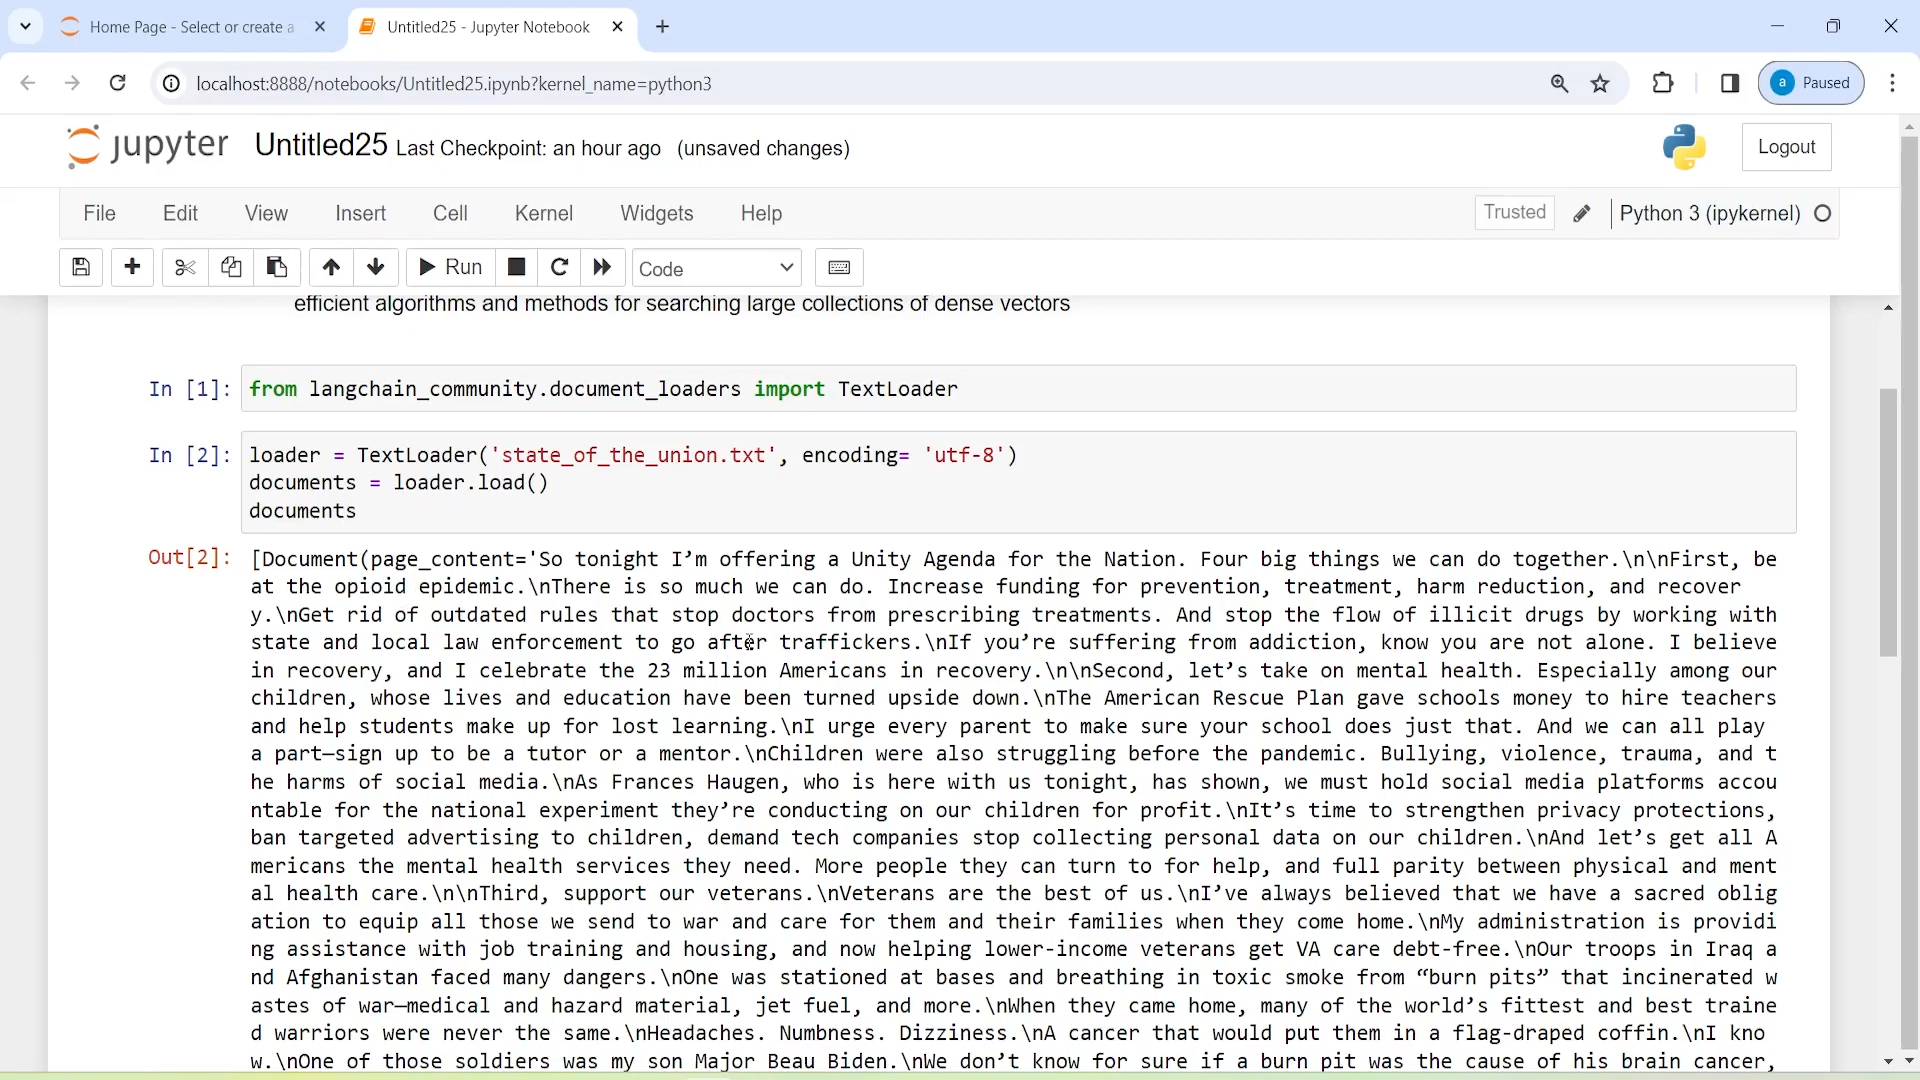 Home Page - Select or create a
Untitled25 - Jupyter Notebook
localhost:8888/notebooks/Untitled25.ipynb?kernel_name=python3
a Paused
jupyter Untitled25 Last Checkpoint: an hour ago (unsaved changes)
Logout
File Edit View Insert Cell Kernel Widgets Help
Trusted
Python 3 (ipykernel)
Run
Code
efficient algorithms and methods for searching large collections of dense vectors
In [1]: from langchain_community.document_loaders import TextLoader
In [2]: loader = TextLoader('state_of_the_union.txt', encoding= 'utf-8')
documents = loader.load()
documents
Out[2]: [Document(page_content='So tonight I’m offering a Unity Agenda for the Nation. Four big things we can do together.\n\nFirst, be
at the opioid epidemic.\nThere is so much we can do. Increase funding for prevention, treatment, harm reduction, and recover
y.\nGet rid of outdated rules that stop doctors from prescribing treatments. And stop the flow of illicit drugs by working with
state and local law enforcement to go after traffickers.\nIf you’re suffering from addiction, know you are not alone. I believe
in recovery, and I celebrate the 23 million Americans in recovery.\n\nSecond, let’s take on mental health. Especially among our
children, whose lives and education have been turned upside down.\nThe American Rescue Plan gave schools money to hire teachers
and help students make up for lost learning.\nI urge every parent to make sure your school does just that. And we can all play
a part—sign up to be a tutor or a mentor.\nChildren were also struggling before the pandemic. Bullying, violence, trauma, and t
he harms of social media.\nAs Frances Haugen, who is here with us tonight, has shown, we must hold social media platforms accou
ntable for the national experiment they’re conducting on our children for profit.\nIt’s time to strengthen privacy protections,
ban targeted advertising to children, demand tech companies stop collecting personal data on our children.\nAnd let’s get all A
mericans the mental health services they need. More people they can turn to for help, and full parity between physical and ment
al health care.\n\nThird, support our veterans.\nVeterans are the best of us.\nI’ve always believed that we have a sacred oblig
ation to equip all those we send to war and care for them and their families when they come home.\nMy administration is providi
ng assistance with job training and housing, and now helping lower-income veterans get VA care debt-free.\nOur troops in Iraq a
nd Afghanistan faced many dangers.\nOne was stationed at bases and breathing in toxic smoke from “burn pits” that incinerated w
astes of war—medical and hazard material, jet fuel, and more.\nWhen they came home, many of the world’s fittest and best traine
d warriors were never the same.\nHeadaches. Numbness. Dizziness.\nA cancer that would put them in a flag-draped coffin.\nI kno
w.\nOne of those soldiers was my son Major Beau Biden.\nWe don’t know for sure if a burn pit was the cause of his brain cancer,